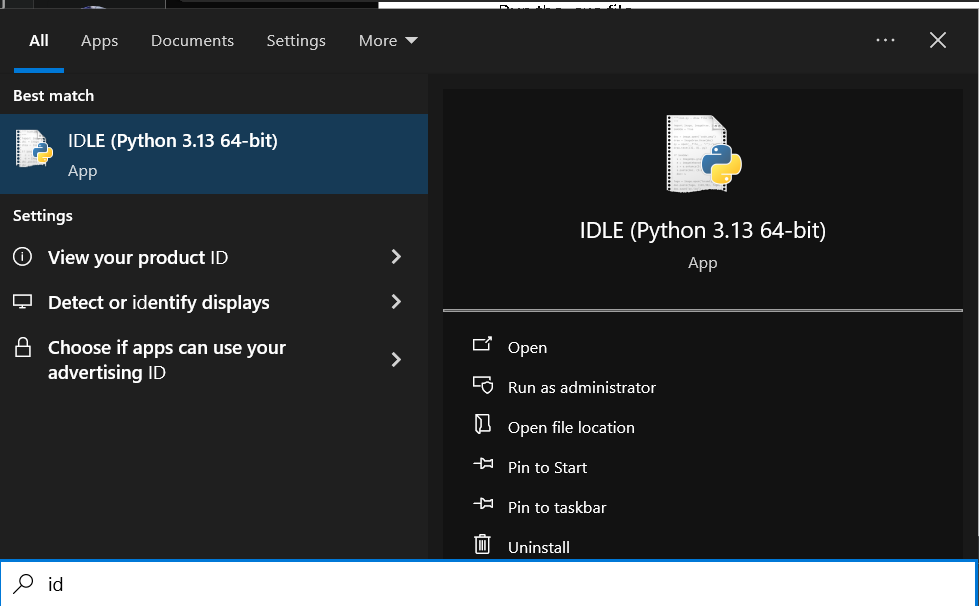 All Apps Documents Settings More
Best match
IDLE (Python 3.13 64-bit)
App
Settings
View your product ID
Detect or identify displays
Choose if apps can use your
advertising ID
IDLE (Python 3.13 64-bit)
App
Open
Run as administrator
Open file location
Pin to Start
Pin to taskbar
Uninstall
id